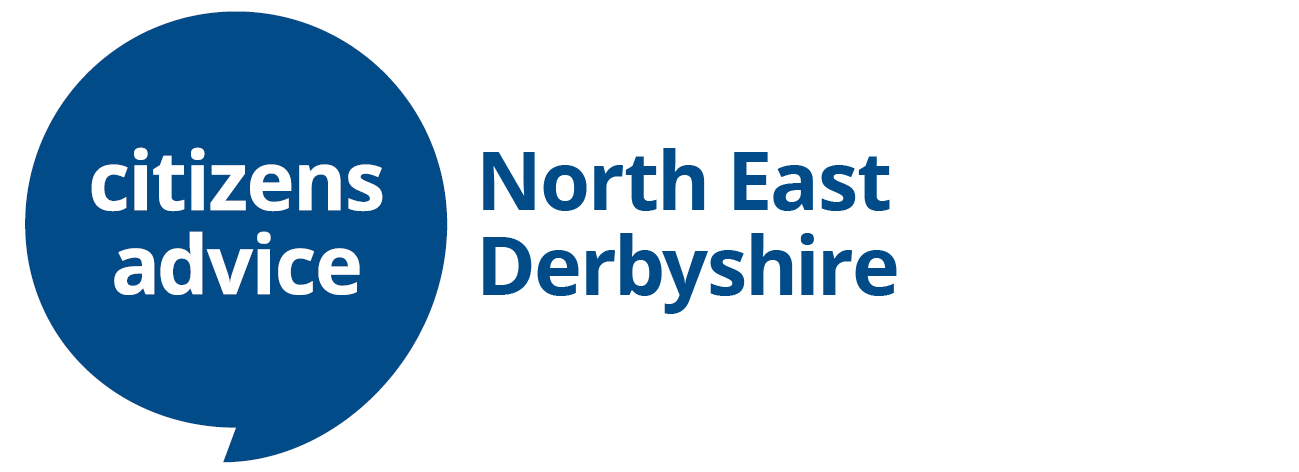 citizens
advice
North East
Derbyshire